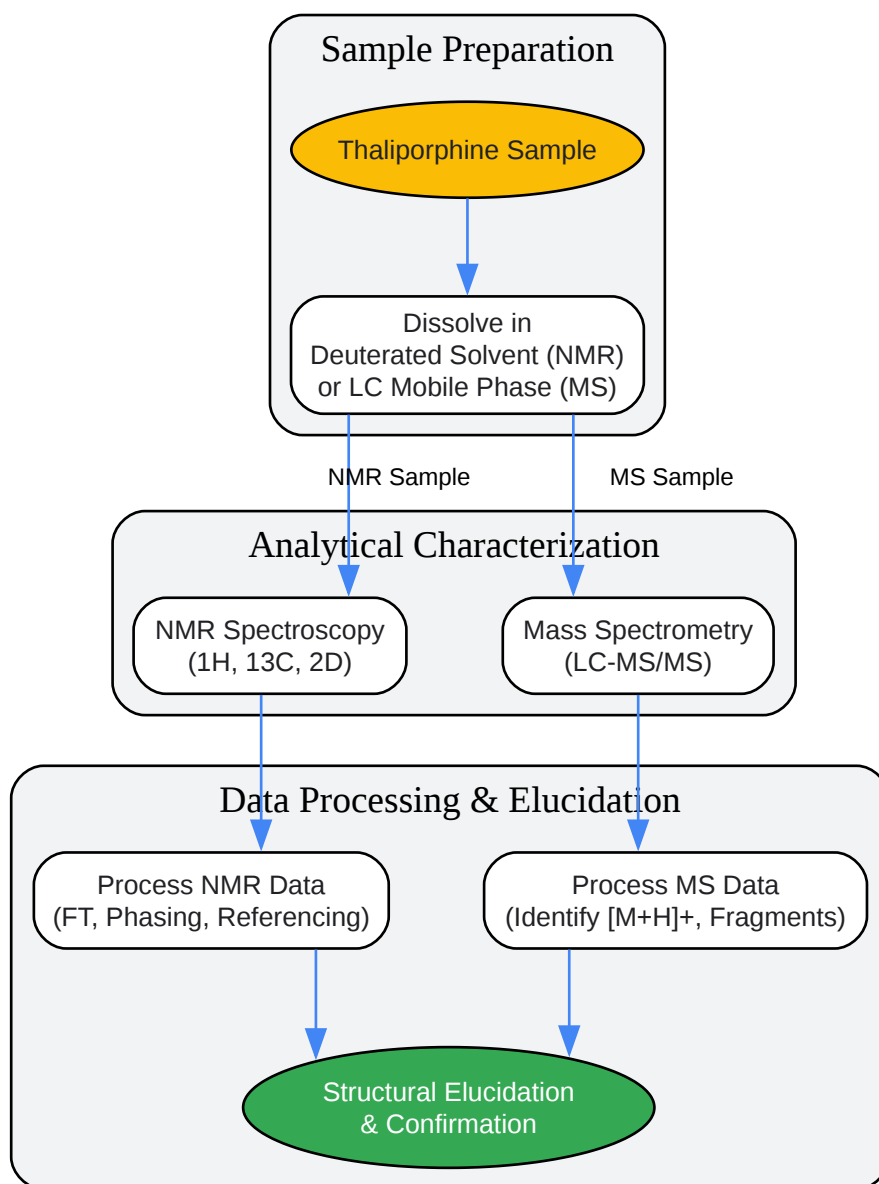 Sample Preparation
Thaliporphine Sample
Dissolve in
Deuterated Solvent (NMR)
or LC Mobile Phase (MS)
NMR Sample
MS Sample
Analytical Characterization
NMR Spectroscopy
(1H, 13C, 2D)
Mass Spectrometry
(LC-MS/MS)
Data Processing & Elucidation
Process NMR Data
(FT, Phasing, Referencing)
Process MS Data
(Identify [M+H]+, Fragments)
Structural Elucidation
& Confirmation